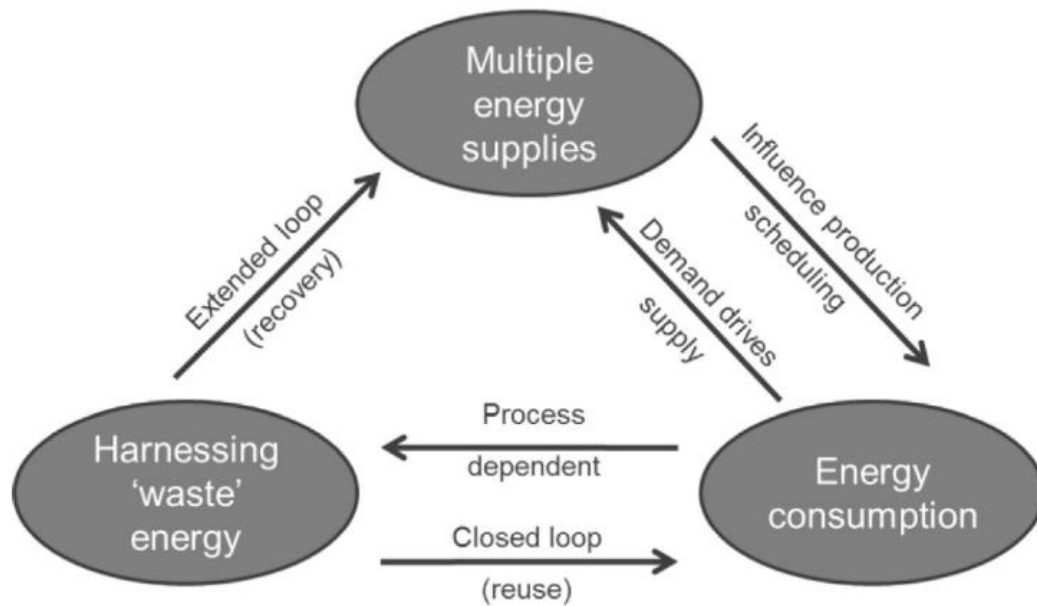 Multiple
energy
supplies
Influence production
scheduling
Demand drives
supply
Extended loop
(recovery)
Process
dependent
Harnessing
‘waste’
energy
Energy
consumption
Closed loop
(reuse)